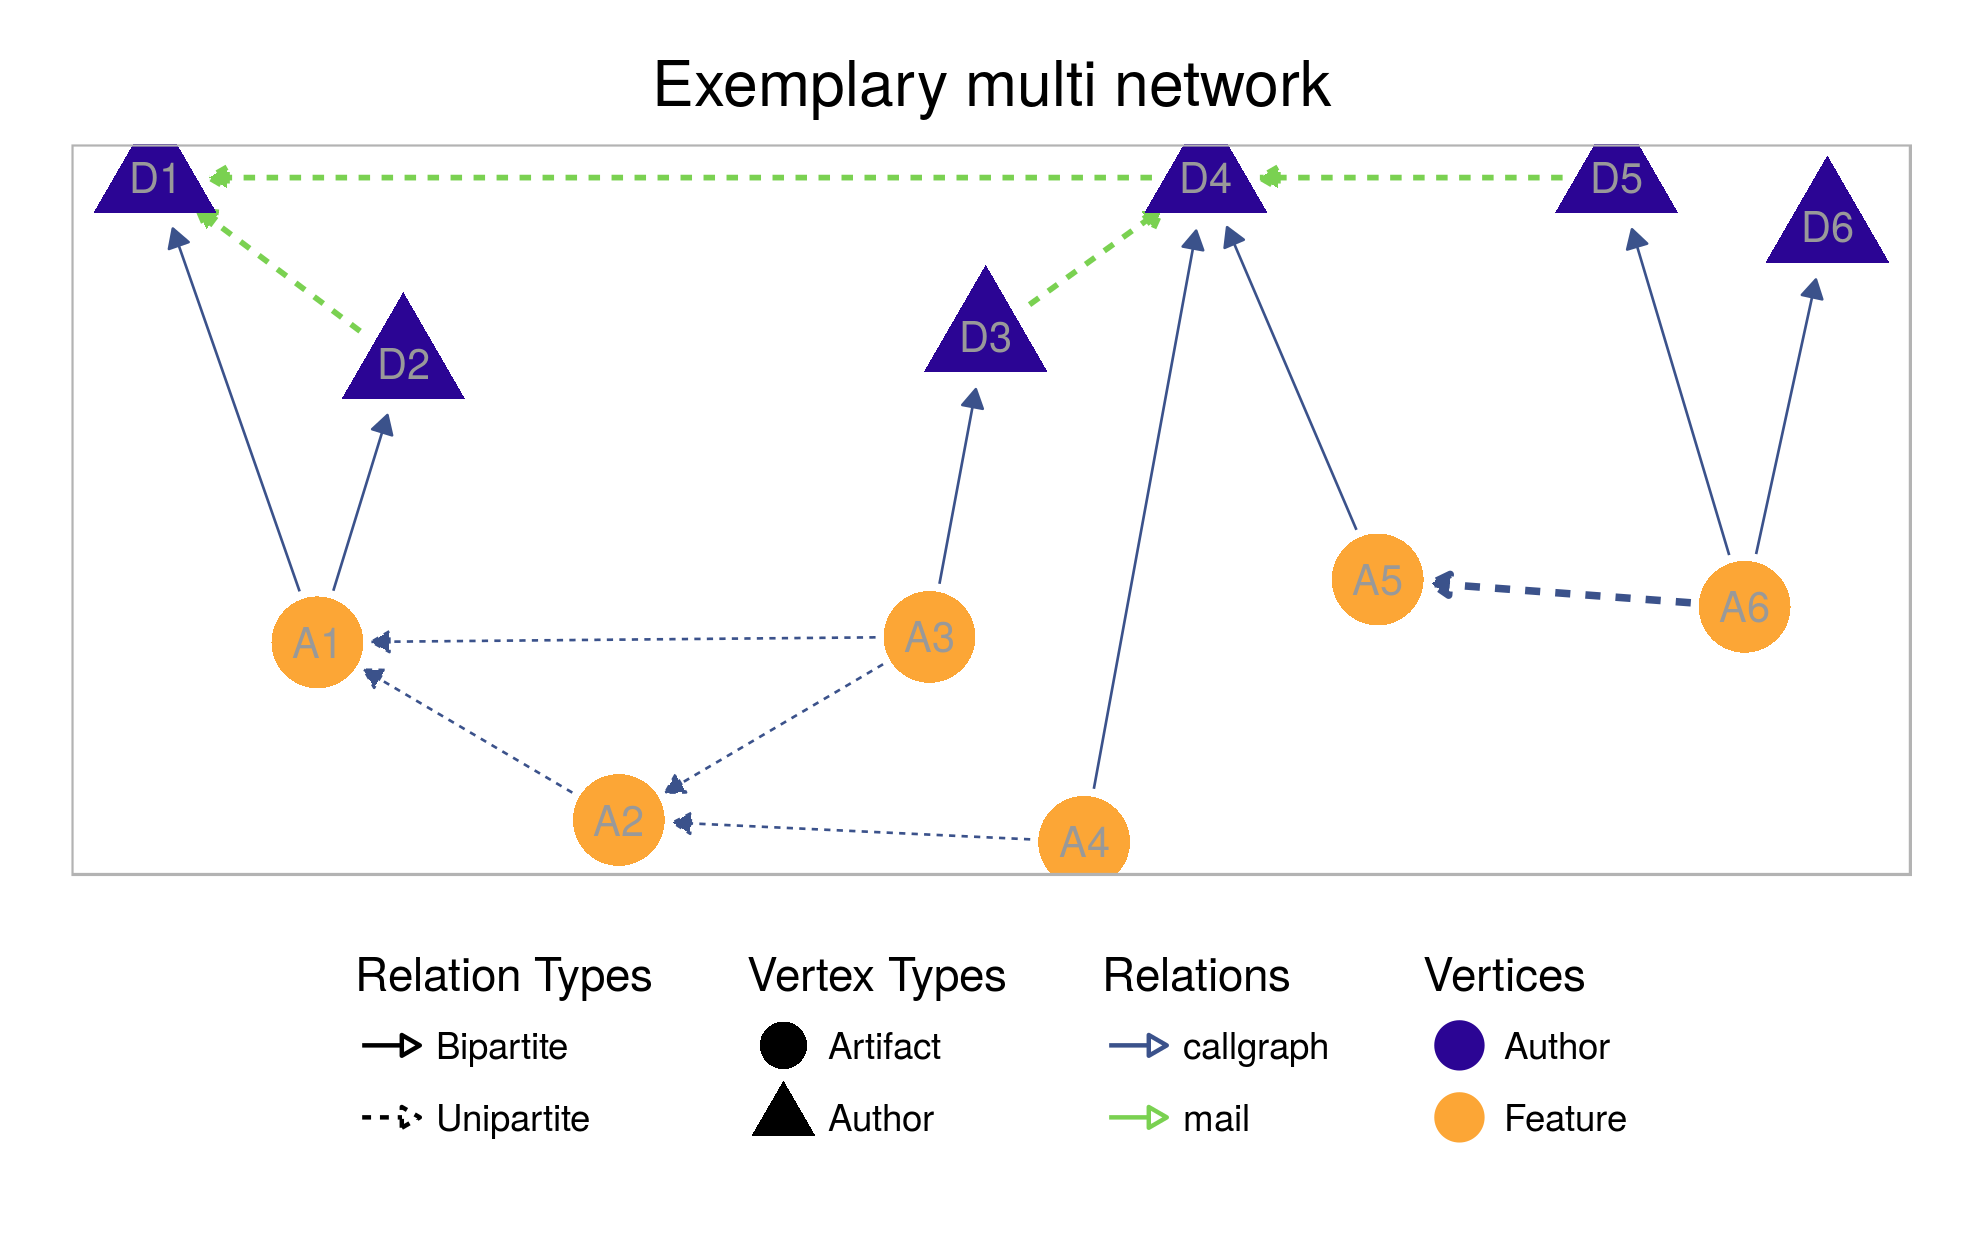 Exemplary multi network
D1
D4
D5
D6
D2
D3
A1
A3
A5
A6
A2
A4
Relation Types
Bipartite
Unipartite
Vertex Types
Artifact
Author
Relations
callgraph
mail
Vertices
Author
Feature